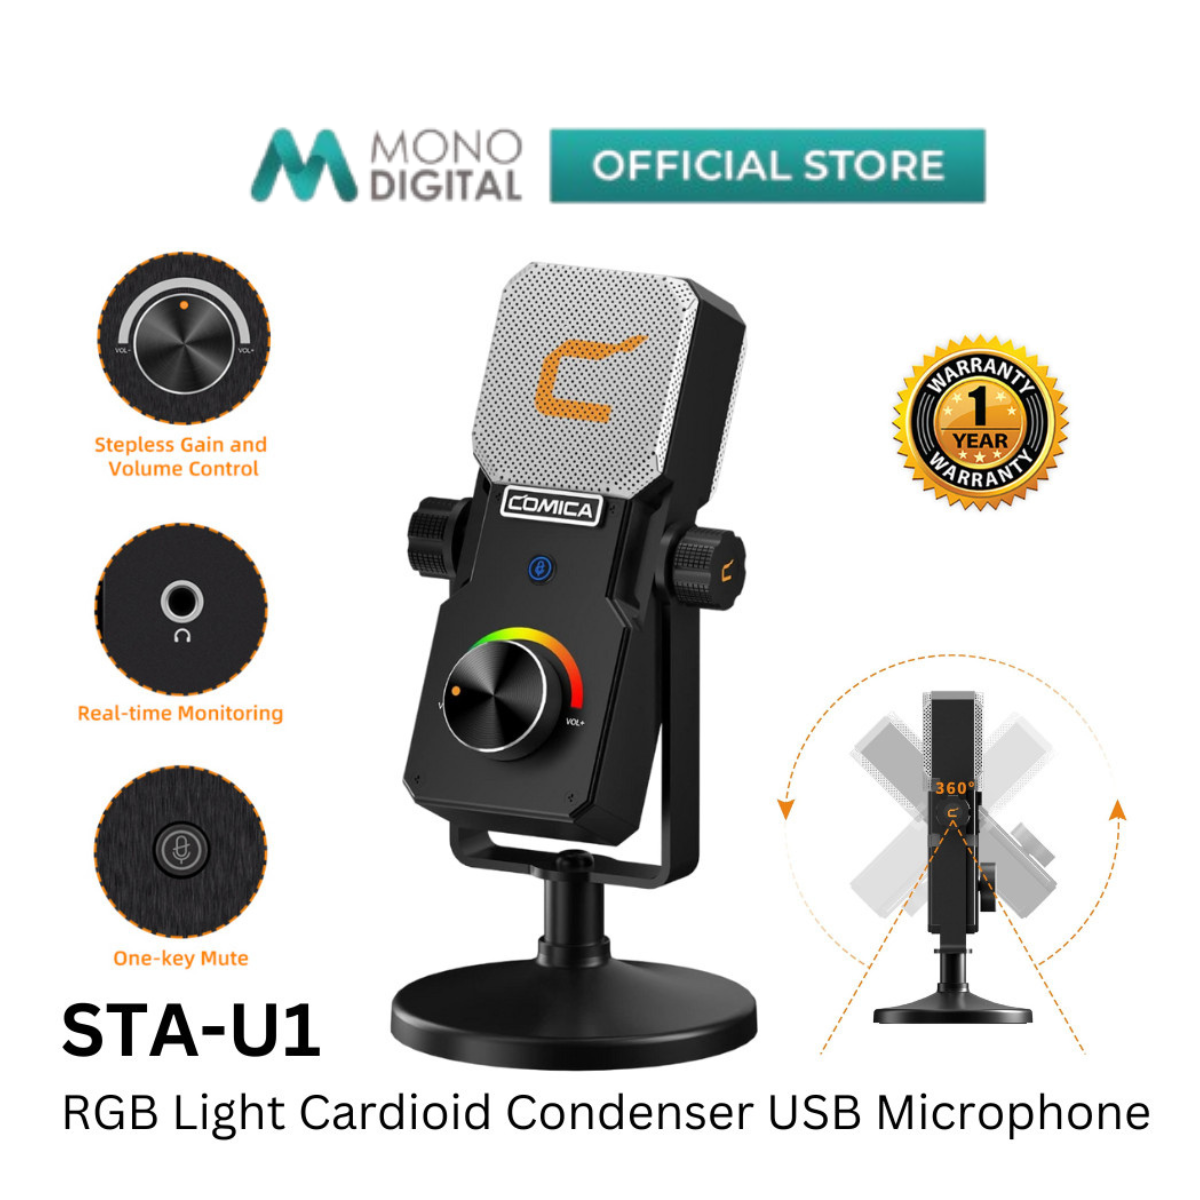 MONO
DIGITAL
OFFICIAL STORE
VOL-
VOL+
Stepless Gain and
Volume Control
COMICA
WARRANTY
1
YEAR
WARRANTY
V
VOL+
Real-time Monitoring
360°
One-key Mute
STA-U1
RGB Light Cardioid Condenser USB Microphone